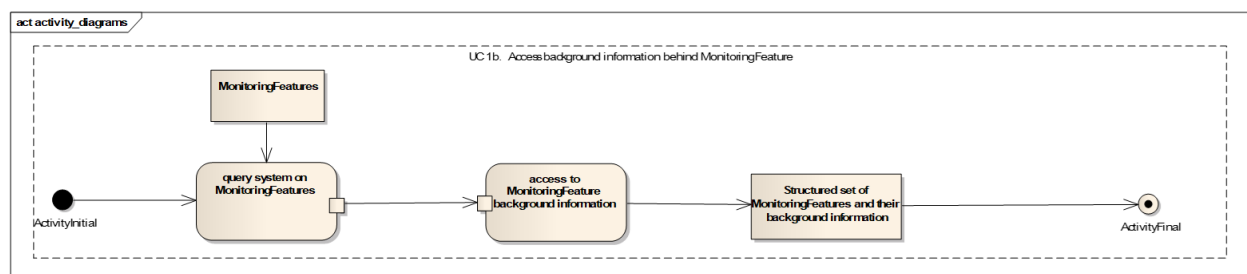 act activity_diagrams
UC 1b. Access background information behind MonitoringFeature
MonitoringFeatures
query system on
MonitoringFeatures
access to
MonitoringFeature
background information
Structured set of
MonitoringFeatures and their
background information
ActivityInitial
ActivityFinal